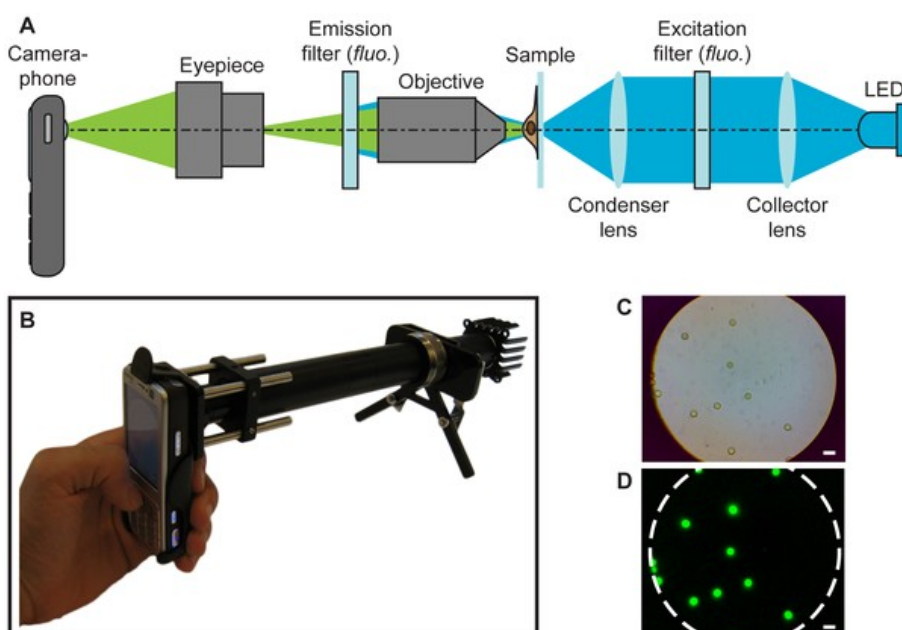 A
Camera-
phone
Eyepiece
Emission
filter (fluo.)
Objective
Sample
Excitation
filter (fluo.)
LED
Condenser
lens
Collector
lens
B
C
D